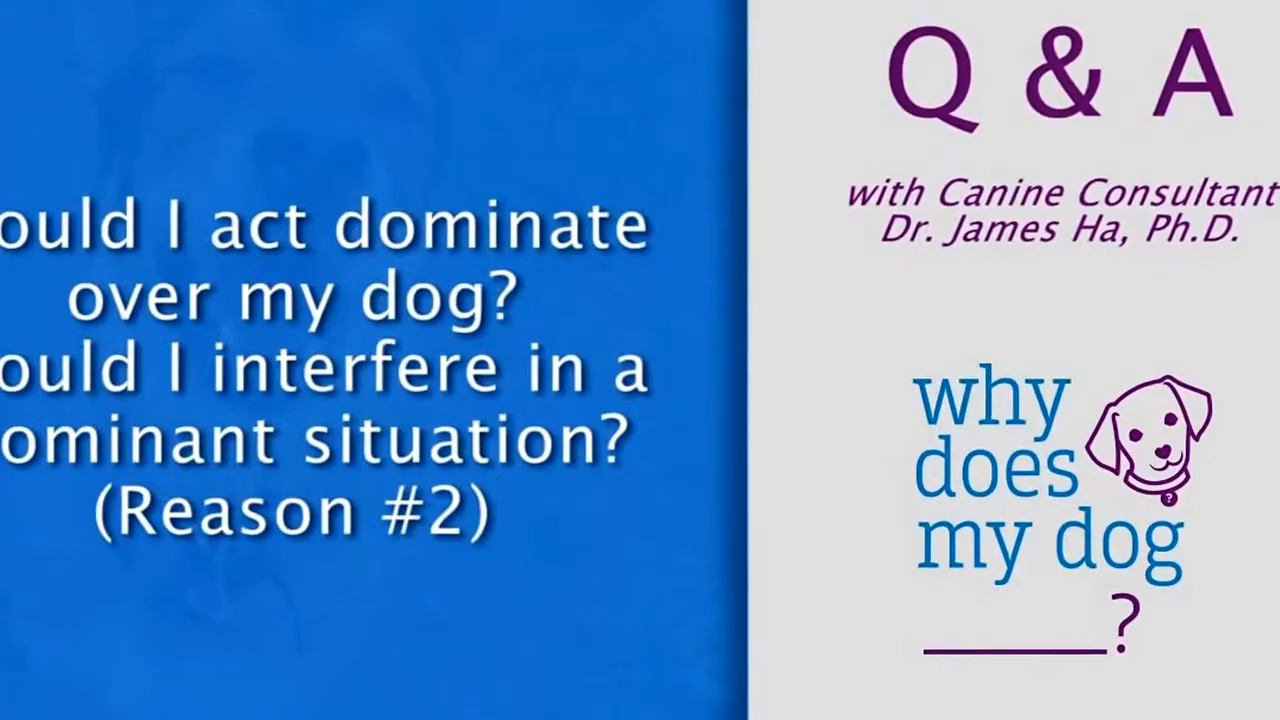 ould I act dominate
over my dog?
ould I interfere in a
ominant situation?
(Reason #2)
Q & A
with Canine Consultant
Dr. James Ha, Ph.D.
why
does
my dog
?
?